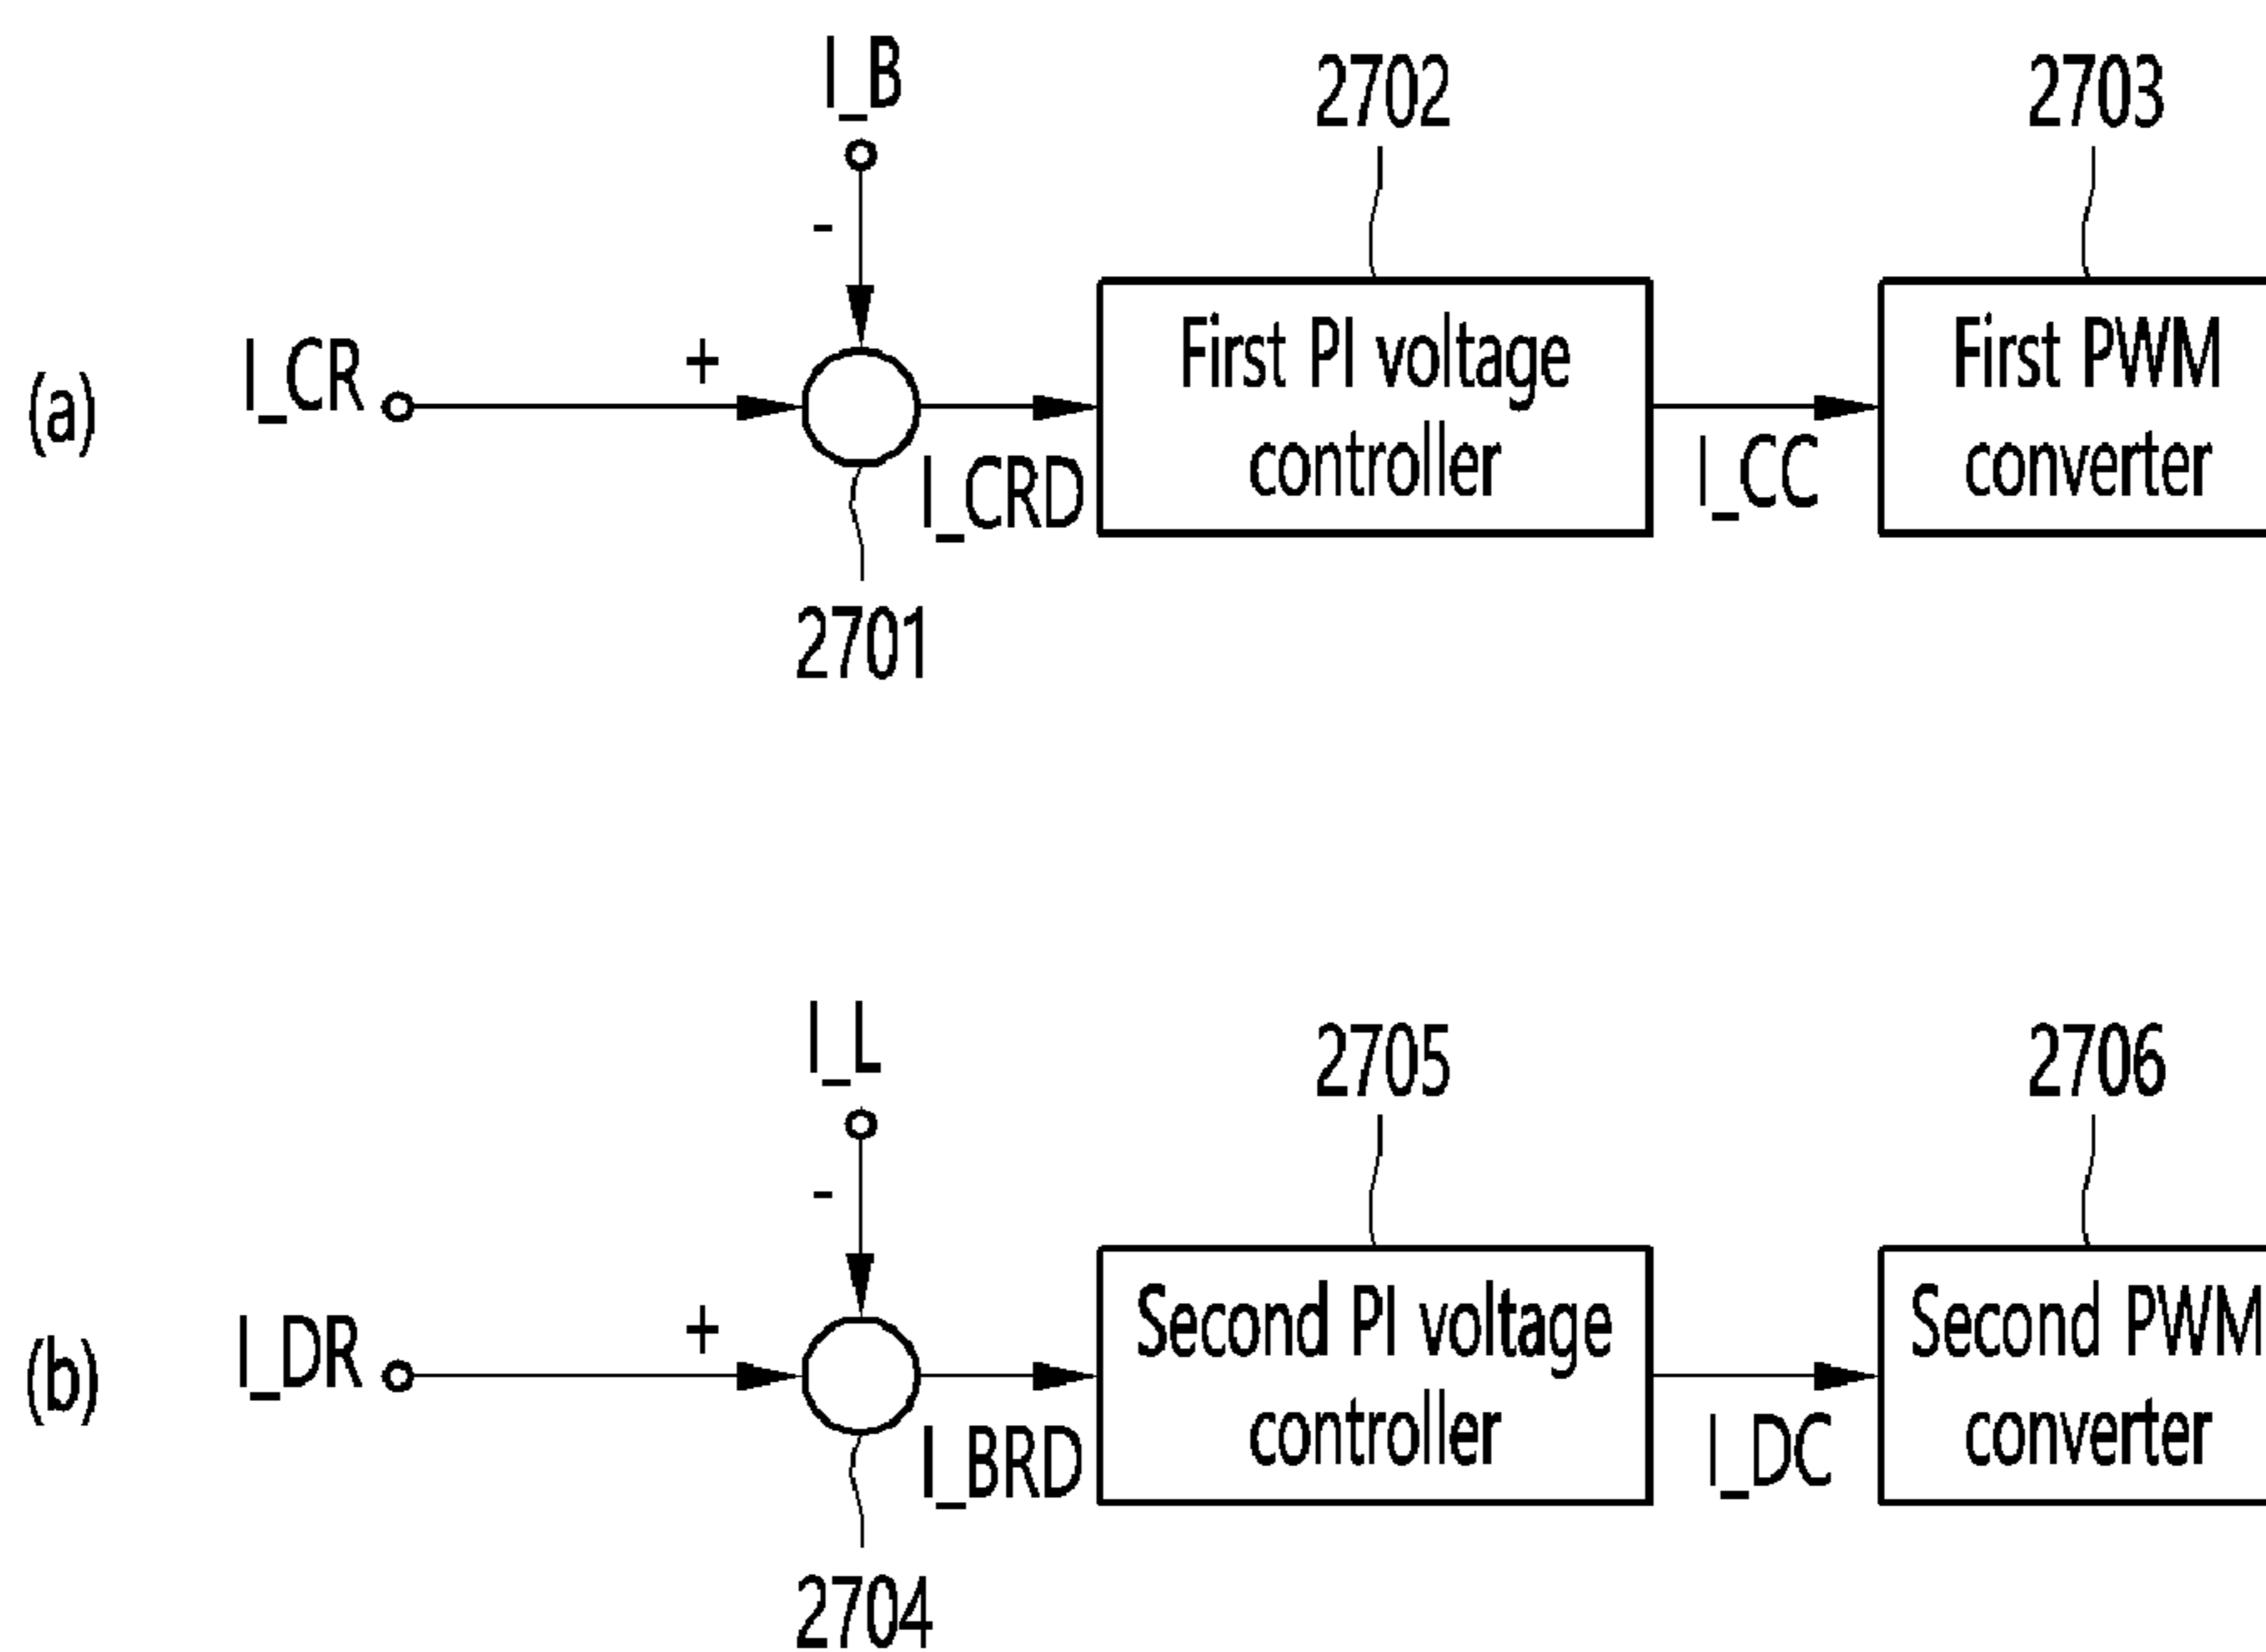 I_B
2702
2703
-
(a)
I_CR
+
First PI voltage
controller
First PWM
converter
I_CRD
I_CC
2701
I_L
2705
2706
-
(b)
I_DR
+
Second PI voltage
controller
Second PWM
converter
I_BRD
I_DC
2704